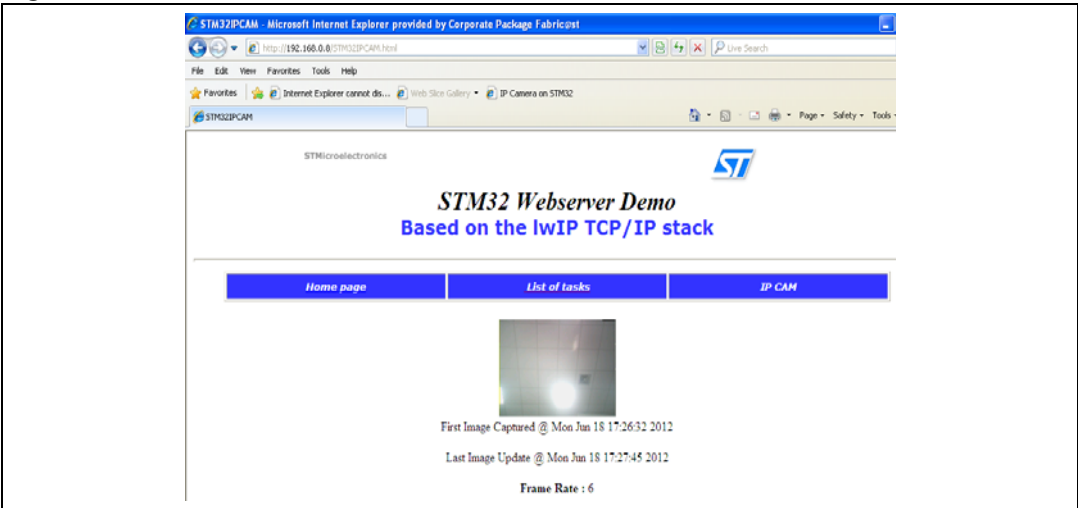 STM32IPCAM - Microsoft Internet Explorer provided by Corporate Package Fabric@st
http://192.168.0.8/STM32IPCAM.html
Live Search
File Edit View Favorites Tools Help
Favorites Internet Explorer cannot dis... Web Slice Gallery IP Camera on STM32
STM32IPCAM Page Safety Tools
STMicroelectronics
ST
STM32 Webserver Demo
Based on the lwIP TCP/IP stack
Home page List of tasks IP CAM
First Image Captured @ Mon Jun 18 17:26:32 2012
Last Image Update @ Mon Jun 18 17:27:45 2012
Frame Rate : 6